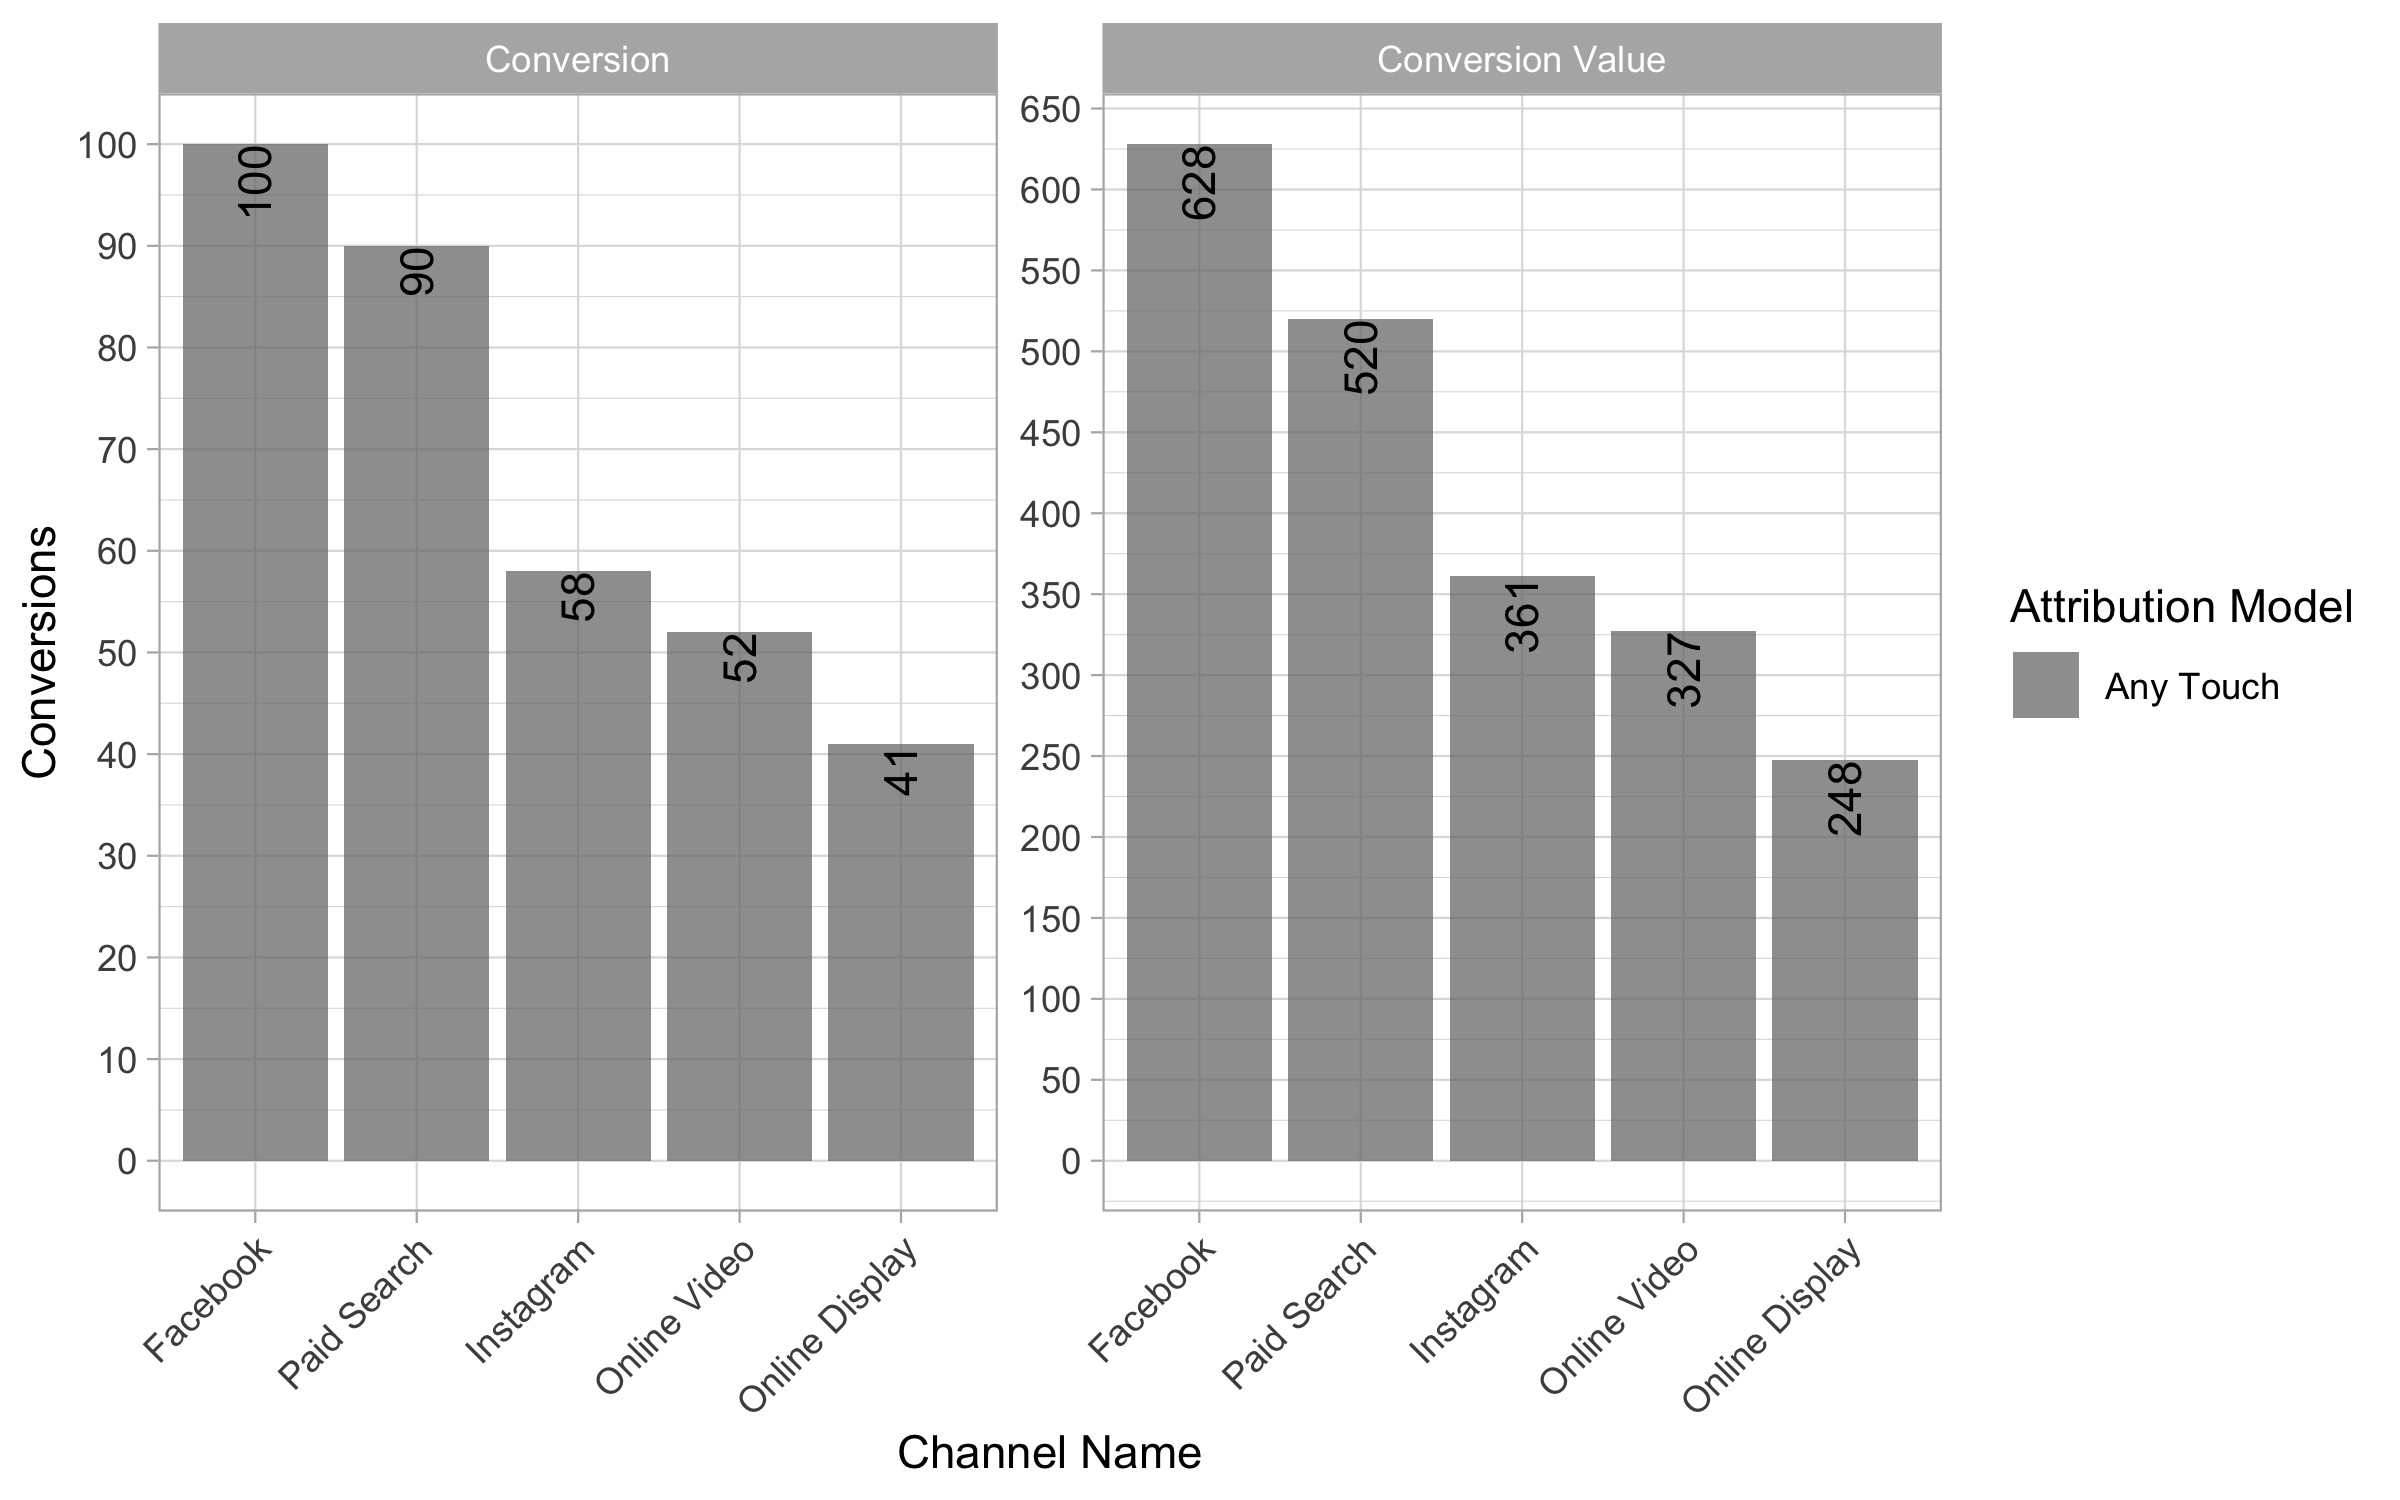 Conversion
Conversion Value
Conversions
100
90
80
70
60
50
40
30
20
10
0
100
90
58
52
41
650
600
550
500
450
400
350
300
250
200
150
100
50
0
628
520
361
327
248
Attribution Model
Any Touch
Facebook
Paid Search
Instagram
Online Video
Online Display
Facebook
Paid Search
Instagram
Online Video
Online Display
Channel Name